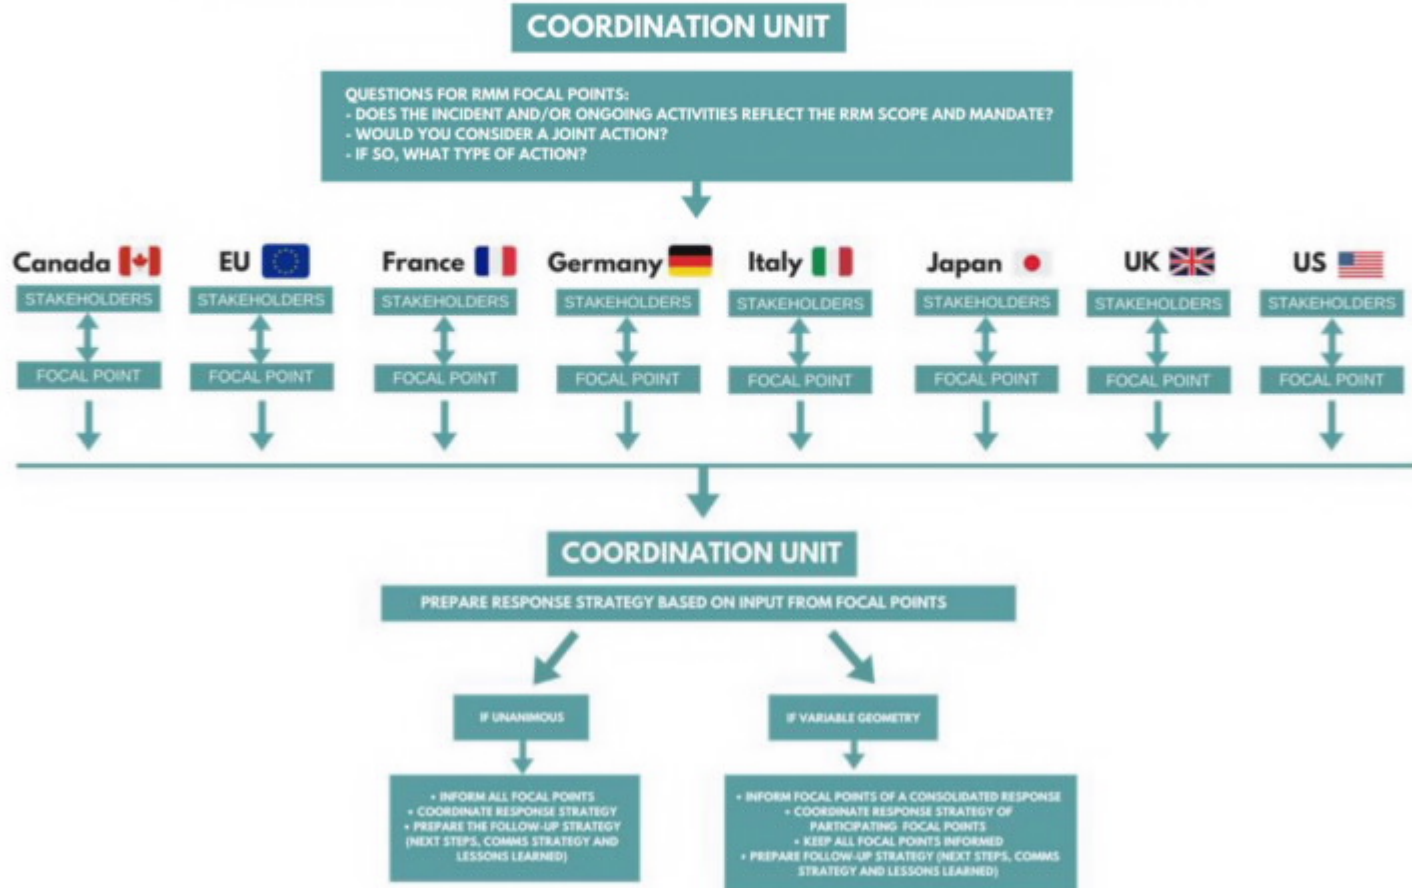 COORDINATION UNIT
QUESTIONS FOR RMM FOCAL POINTS:
- DOES THE INCIDENT AND/OR ONGOING ACTIVITIES REFLECT THE RRM SCOPE AND MANDATE?
- WOULD YOU CONSIDER A JOINT ACTION?
- IF SO, WHAT TYPE OF ACTION?
Canada EU France Germany Italy Japan UK US
STAKEHOLDERS STAKEHOLDERS STAKEHOLDERS STAKEHOLDERS STAKEHOLDERS STAKEHOLDERS STAKEHOLDERS STAKEHOLDERS
FOCAL POINT FOCAL POINT FOCAL POINT FOCAL POINT FOCAL POINT FOCAL POINT FOCAL POINT FOCAL POINT
COORDINATION UNIT
PREPARE RESPONSE STRATEGY BASED ON INPUT FROM FOCAL POINTS
IF UNANIMOUS
• INFORM ALL FOCAL POINTS
• COORDINATE RESPONSE STRATEGY
• PREPARE THE FOLLOW-UP STRATEGY
(NEXT STEPS, COMMS STRATEGY AND
LESSONS LEARNED)
IF VARIABLE GEOMETRY
• INFORM FOCAL POINTS OF A CONSOLIDATED RESPONSE
• COORDINATE RESPONSE STRATEGY OF
PARTICIPATING FOCAL POINTS
• KEEP ALL FOCAL POINTS INFORMED
• PREPARE FOLLOW-UP STRATEGY (NEXT STEPS, COMMS
STRATEGY AND LESSONS LEARNED)